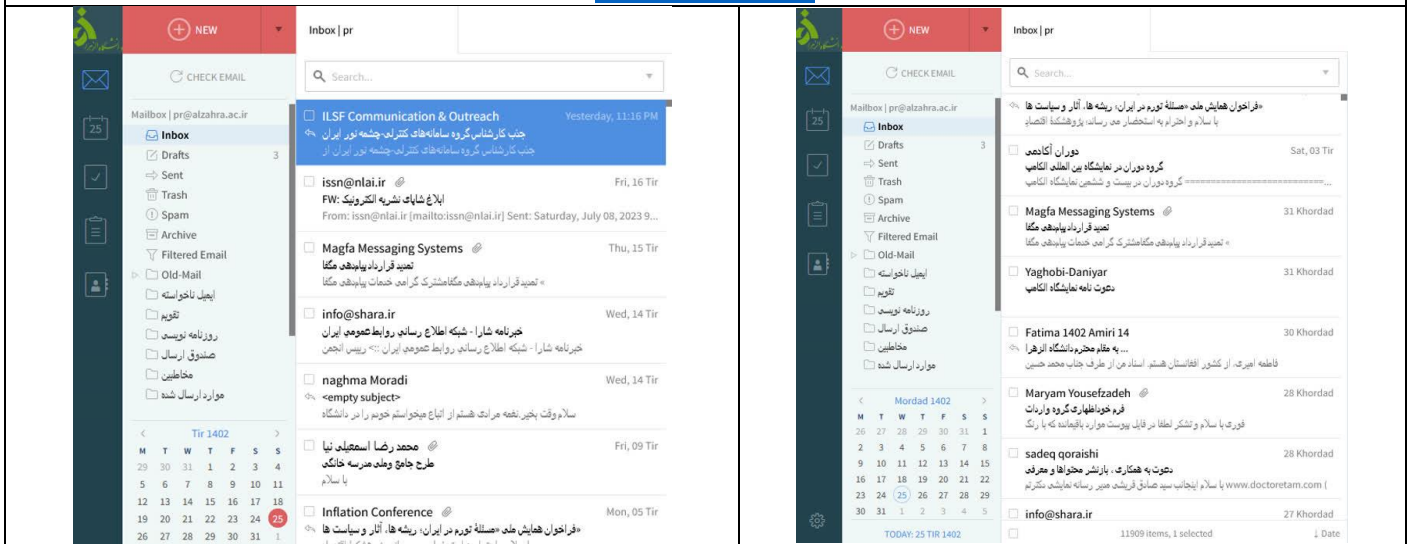 NEW
Inbox | pr
CHECK EMAIL
Search...
Mailbox | pr@alzahra.ac.ir
25
Inbox
Drafts 3
Sent
Trash
Spam
Archive
Filtered Email
Old-Mail
ایمیل ناخواسته
تقویم
روزنامه نویسی
صندوق ارسال
مخاطبین
موارد ارسال شده
Tir 1402
M T W T F S S
29 30 31 1 2 3 4
5 6 7 8 9 10 11
12 13 14 15 16 17 18
19 20 21 22 23 24 25
26 27 28 29 30 31 1
ILSF Communication & Outreach Yesterday, 11:16 PM
جذب کارشناس گروه سامانه‌های کنترلی-چشمه نور ایران
جذب کارشناس گروه سامانه‌های کنترلی-چشمه نور ایران از
issn@nlai.ir Fri, 16 Tir
FW: ابلاغ شاپای نشریه الکترونیک
From: issn@nlai.ir [mailto:issn@nlai.ir] Sent: Saturday, July 08, 2023 9...
Magfa Messaging Systems Thu, 15 Tir
تمدید قرارداد پیام‌دهی مگفا
» تمدید قرارداد پیام‌دهی مگفامشترک گرامی خدمات پیام‌دهی مگفا
info@shara.ir Wed, 14 Tir
خبرنامه شارا - شبکه اطلاع رسانی روابط‌عمومی ایران
خبرنامه شارا - شبکه اطلاع رسانی روابط‌عمومی ایران ::> رییس انجمن
naghma Moradi Wed, 14 Tir
<empty subject>
سلام وقت بخیر.نغمه مرادی هستم از اتباع میخواستم خودم را در دانشگاه
محمد رضا اسمعیلی نیا Fri, 09 Tir
طرح جامع وملی مدرسه خانگی
با سلام
Inflation Conference Mon, 05 Tir
«فراخوان همایش ملی «مسئلۀ تورم در ایران؛ ریشه ها، آثار و سیاست ها
NEW
Inbox | pr
CHECK EMAIL
Search...
Mailbox | pr@alzahra.ac.ir
25
Inbox
Drafts 3
Sent
Trash
Spam
Archive
Filtered Email
Old-Mail
ایمیل ناخواسته
تقویم
روزنامه نویسی
صندوق ارسال
مخاطبین
موارد ارسال شده
Mordad 1402
M T W T F S S
26 27 28 29 30 31 1
2 3 4 5 6 7 8
9 10 11 12 13 14 15
16 17 18 19 20 21 22
23 24 25 26 27 28 29
30 31 1 2 3 4 5
TODAY: 25 TIR 1402
«فراخوان همایش ملی «مسئلۀ تورم در ایران؛ ریشه ها، آثار و سیاست ها
با سلام و احترام به استحضار می رساند، پژوهشکدۀ اقتصاد
دوران آکادمی Sat, 03 Tir
گروه دوران در نمایشگاه بین المللی الکامپ
گروه دوران در بیست و ششمین نمایشگاه الکامپ ============================...
Magfa Messaging Systems 31 Khordad
تمدید قرارداد پیام‌دهی مگفا
» تمدید قرارداد پیام‌دهی مگفامشترک گرامی خدمات پیام‌دهی مگفا
Yaghobi-Daniyar 31 Khordad
دعوت نامه نمایشگاه الکامپ
Fatima 1402 Amiri 14 30 Khordad
به مقام محترم‌دانشگاه الزهرا ...
فاطمه امیری، از کشور افغانستان هستم. اسناد من از طرف جناب محمد حسین
Maryam Yousefzadeh 28 Khordad
فرم خوداظهاری گروه واردات
فوری با سلام و تشکر لطفا در فایل پیوست موارد باقیمانده که با رنگ
sadeq qoraishi 28 Khordad
دعوت به همکاری ، بازنشر محتواها و معرفی
با سلام اینجانب سید صادق قریشی مدیر رسانه نمایشی دکترتم ( www.doctoretam.com
info@shara.ir 27 Khordad
11909 items, 1 selected ↓ Date